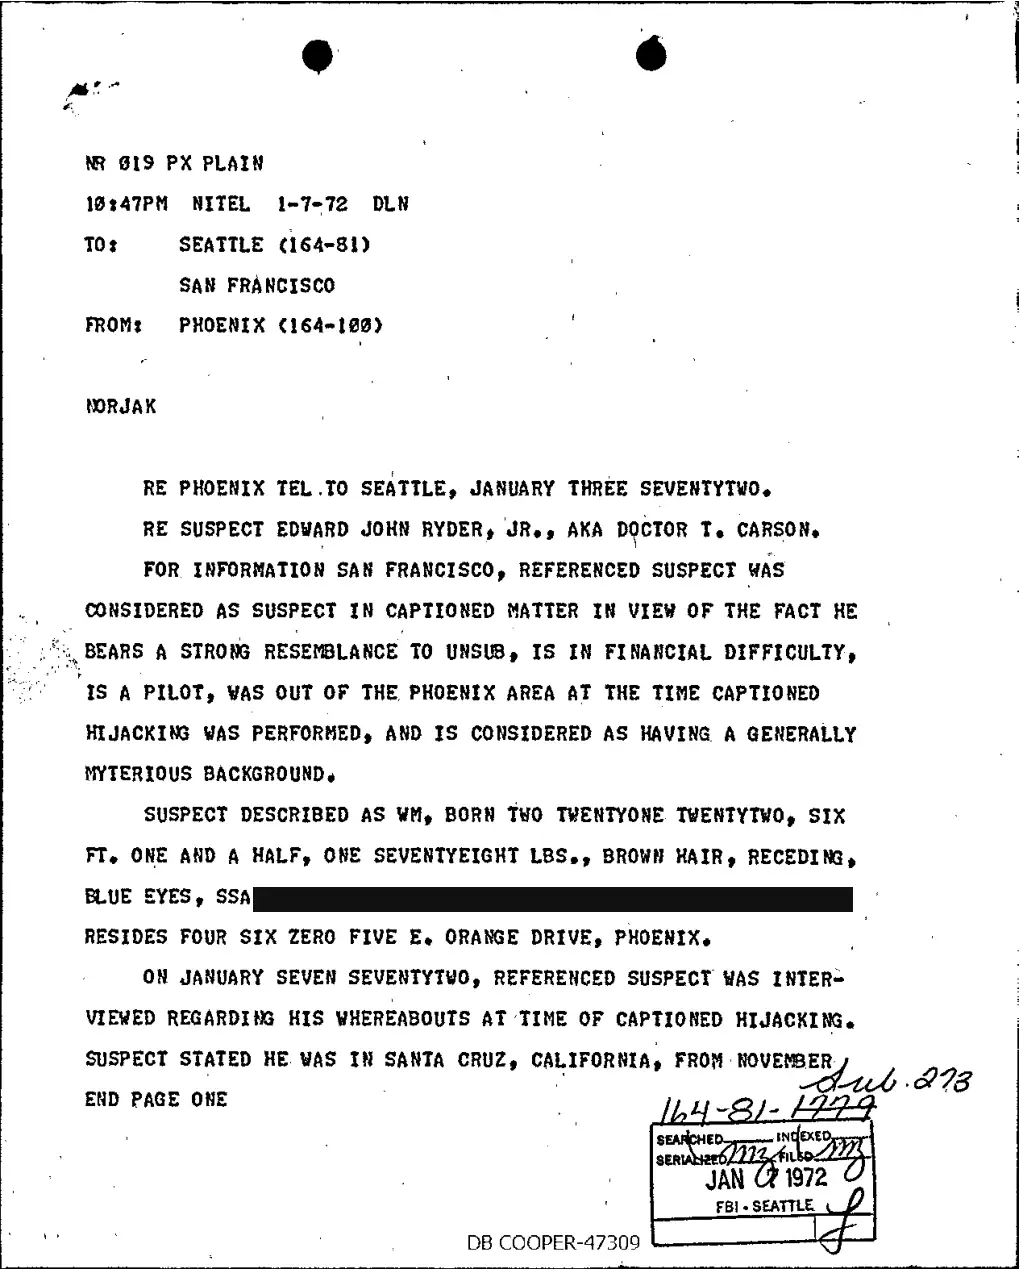 NR 019 PX PLAIN
10:47PM NITEL 1-7-72 DLN
TO: SEATTLE (164-81)
SAN FRANCISCO
FROM: PHOENIX (164-100)
NORJAK
RE PHOENIX TEL.TO SEATTLE, JANUARY THREE SEVENTYTWO.
RE SUSPECT EDWARD JOHN RYDER, JR., AKA DOCTOR T. CARSON.
FOR INFORMATION SAN FRANCISCO, REFERENCED SUSPECT WAS
CONSIDERED AS SUSPECT IN CAPTIONED MATTER IN VIEW OF THE FACT HE
BEARS A STRONG RESEMBLANCE TO UNSUB, IS IN FINANCIAL DIFFICULTY,
IS A PILOT, WAS OUT OF THE PHOENIX AREA AT THE TIME CAPTIONED
HIJACKING WAS PERFORMED, AND IS CONSIDERED AS HAVING A GENERALLY
MYTERIOUS BACKGROUND.
SUSPECT DESCRIBED AS WM, BORN TWO TWENTYONE TWENTYTWO, SIX
FT. ONE AND A HALF, ONE SEVENTYEIGHT LBS., BROWN HAIR, RECEDING,
BLUE EYES, SSA
RESIDES FOUR SIX ZERO FIVE E. ORANGE DRIVE, PHOENIX.
ON JANUARY SEVEN SEVENTYTWO, REFERENCED SUSPECT WAS INTER-
VIEWED REGARDING HIS WHEREABOUTS AT TIME OF CAPTIONED HIJACKING.
SUSPECT STATED HE WAS IN SANTA CRUZ, CALIFORNIA, FROM NOVEMBER
END PAGE ONE
Sub. 273
164-81-1779
SEARCHED INDEXED
SERIALIZED FILED
JAN 7 1972
FBI - SEATTLE
DB COOPER-47309